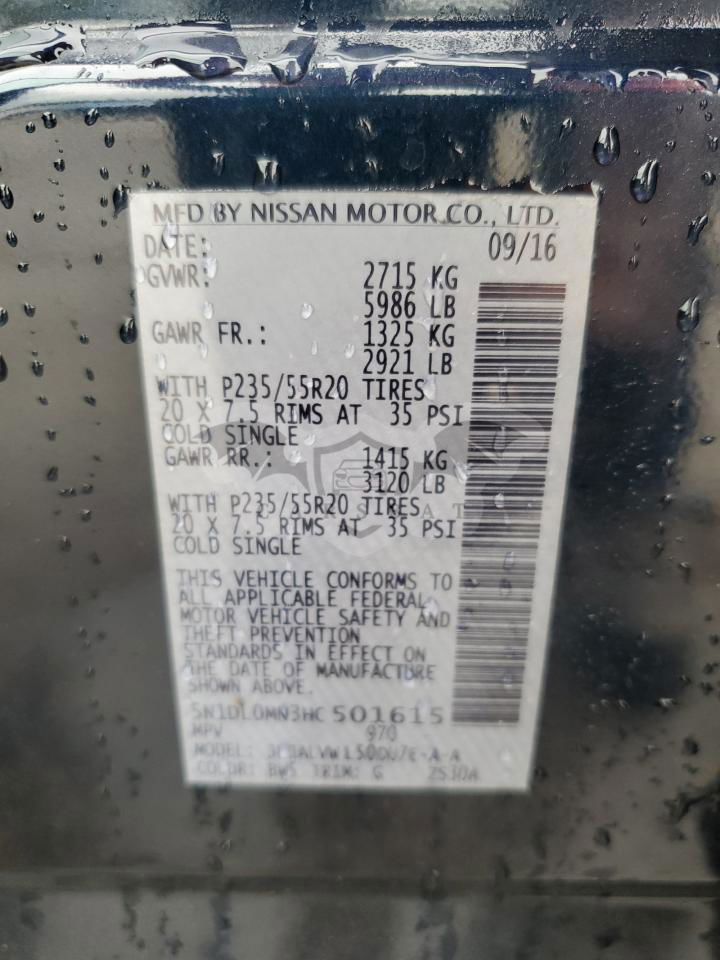 MFD BY NISSAN MOTOR CO., LTD.
DATE: 09/16
GVWR: 2715 KG
5986 LB
GAWR FR.: 1325 KG
2921 LB
WITH P235/55R20 TIRES
20 X 7.5 RIMS AT 35 PSI
COLD SINGLE
GAWR RR.: 1415 KG
3120 LB
WITH P235/55R20 TIRES
20 X 7.5 RIMS AT 35 PSI
COLD SINGLE
THIS VEHICLE CONFORMS TO
ALL APPLICABLE FEDERAL
MOTOR VEHICLE SAFETY AND
THEFT PREVENTION
STANDARDS IN EFFECT ON
THE DATE OF MANUFACTURE
SHOWN ABOVE.
5N1DL0MN3HC501615
MPV 970
MODEL:
COLOR: BW5 TRIM: G